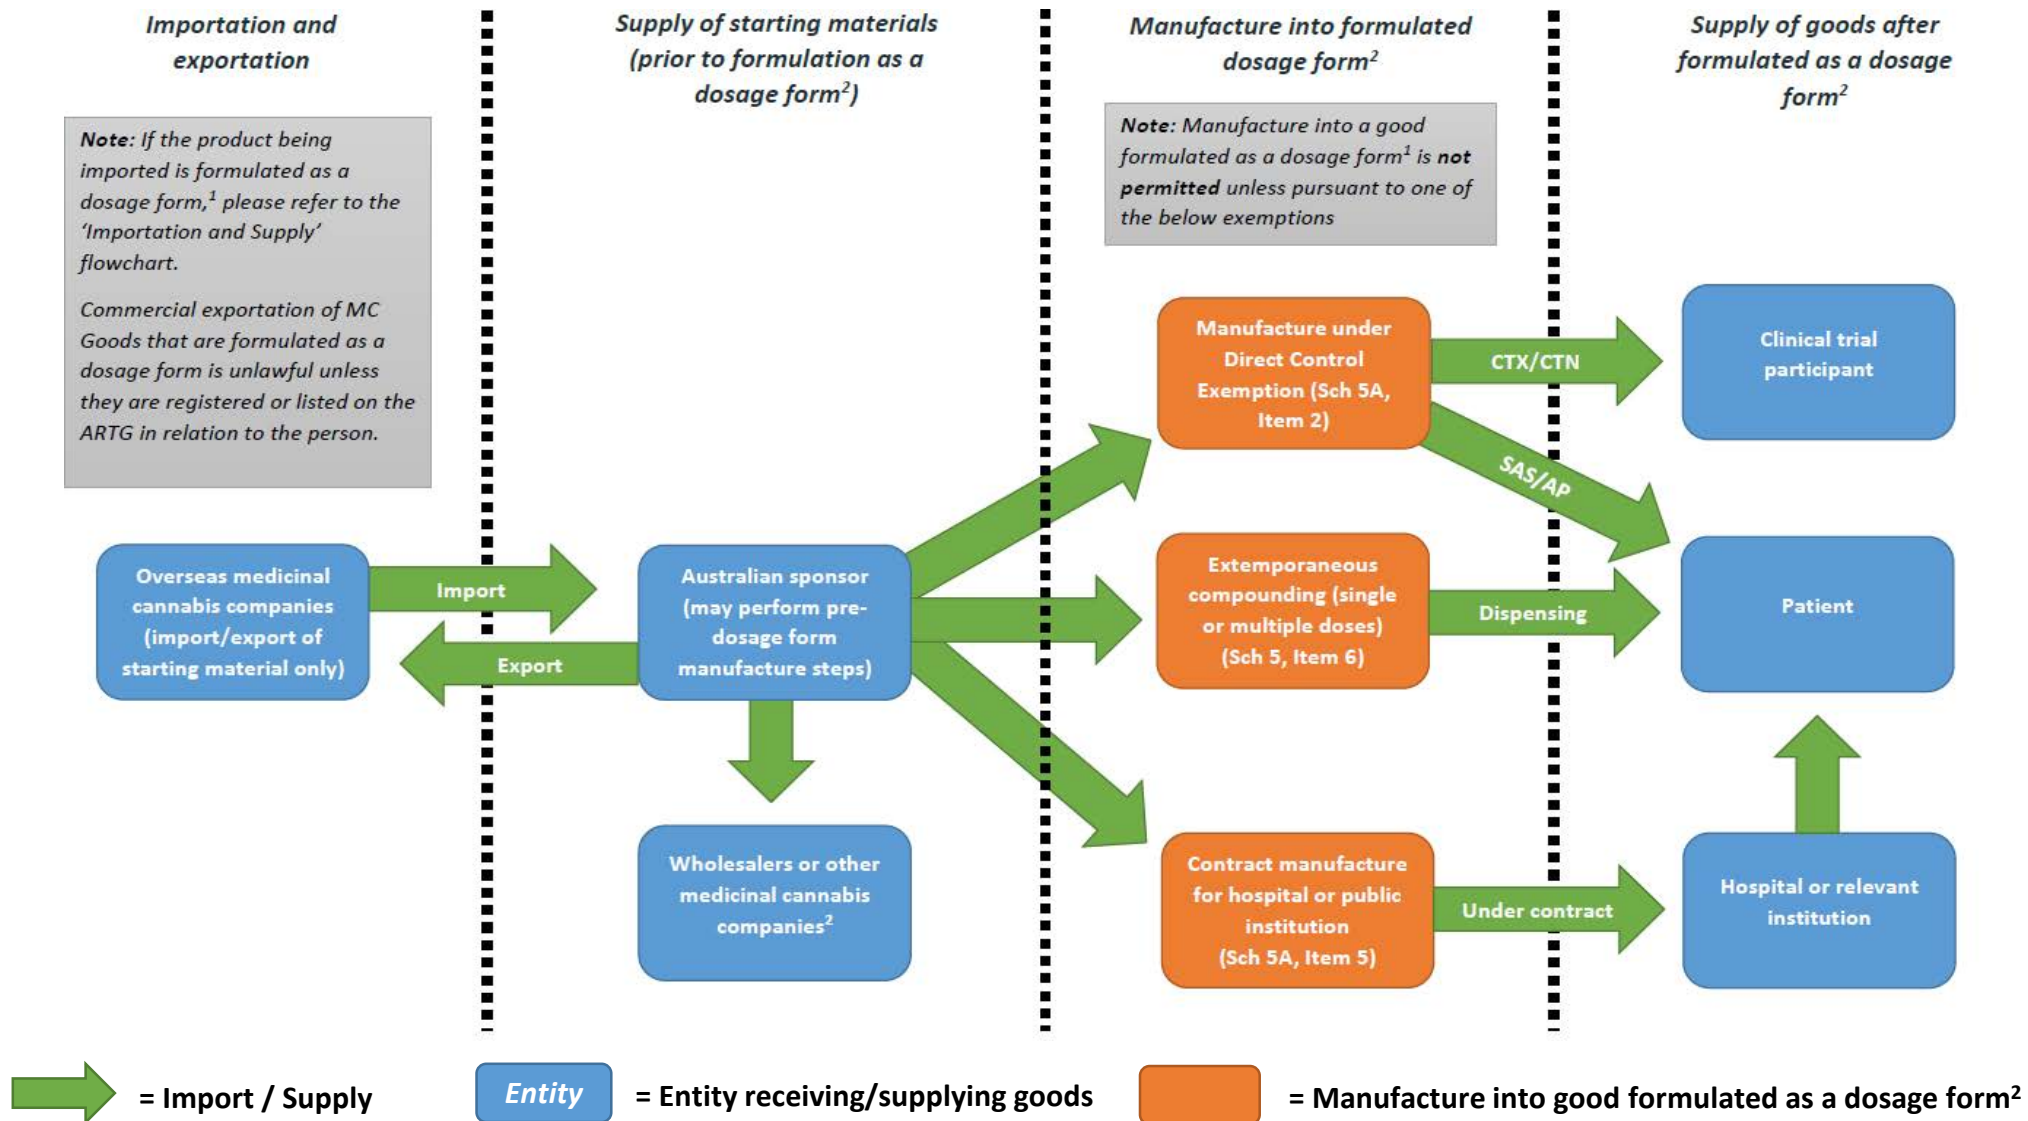 Importation and
exportation
Supply of starting materials
(prior to formulation as a
dosage form²)
Manufacture into formulated
dosage form²
Supply of goods after
formulated as a dosage
form²
Note: If the product being
imported is formulated as a
dosage form,¹ please refer to the
‘Importation and Supply’
flowchart.
Commercial exportation of MC
Goods that are formulated as a
dosage form is unlawful unless
they are registered or listed on the
ARTG in relation to the person.
Note: Manufacture into a good
formulated as a dosage form¹ is not
permitted unless pursuant to one of
the below exemptions
Manufacture under
Direct Control
Exemption (Sch 5A,
Item 2)
CTX/CTN
Clinical trial
participant
SAS/AP
Overseas medicinal
cannabis companies
(import/export of
starting material only)
Import
Export
Australian sponsor
(may perform pre-
dosage form
manufacture steps)
Extemporaneous
compounding (single
or multiple doses)
(Sch 5, Item 6)
Dispensing
Patient
Wholesalers or other
medicinal cannabis
companies²
Contract manufacture
for hospital or public
institution
(Sch 5A, Item 5)
Under contract
Hospital or relevant
institution
= Import / Supply
Entity
= Entity receiving/supplying goods
= Manufacture into good formulated as a dosage form²